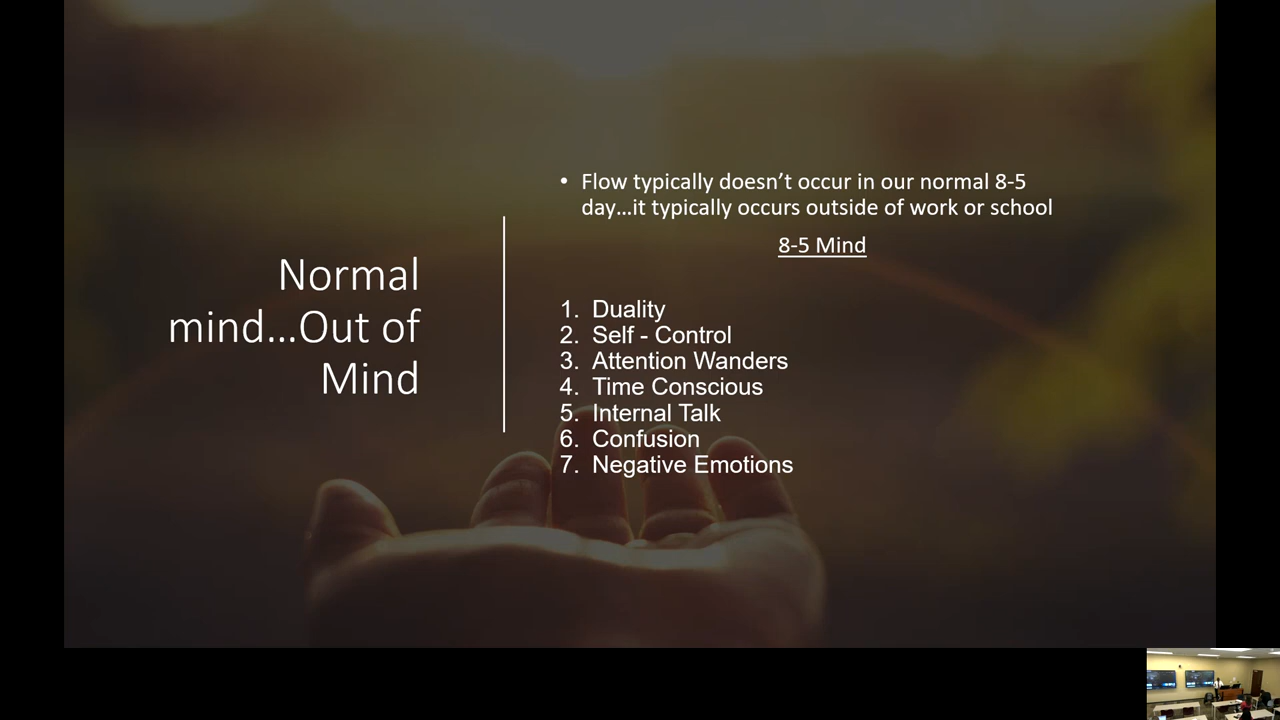 Normal
mind...Out of
Mind
• Flow typically doesn't occur in our normal 8-5
day...it typically occurs outside of work or school
8-5 Mind
1. Duality
2. Self - Control
3. Attention Wanders
4. Time Conscious
5. Internal Talk
6. Confusion
7. Negative Emotions